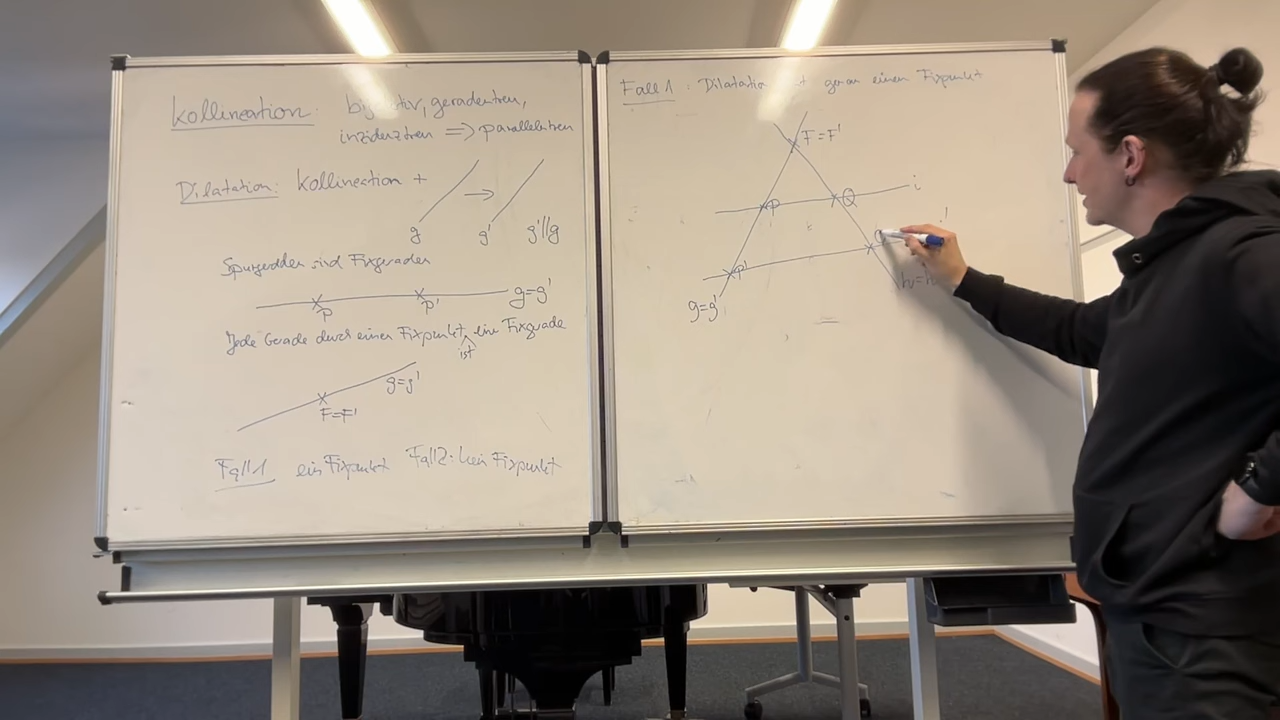 Kollineation: bijektiv, geradentreu,
inzidenztreu => parallelentreu
Dilatation: Kollineation +
g g' g' // g
Spurgeraden sind Fixgeraden
P P' g=g'
Jede Gerade durch einen Fixpunkt ist eine Fixgerade
g=g'
F=F'
Fall 1 ein Fixpunkt Fall 2: kein Fixpunkt
Fall 1: Dilatation genau einen Fixpunkt
F=F'
i
P Q
i'
P'
g=g'